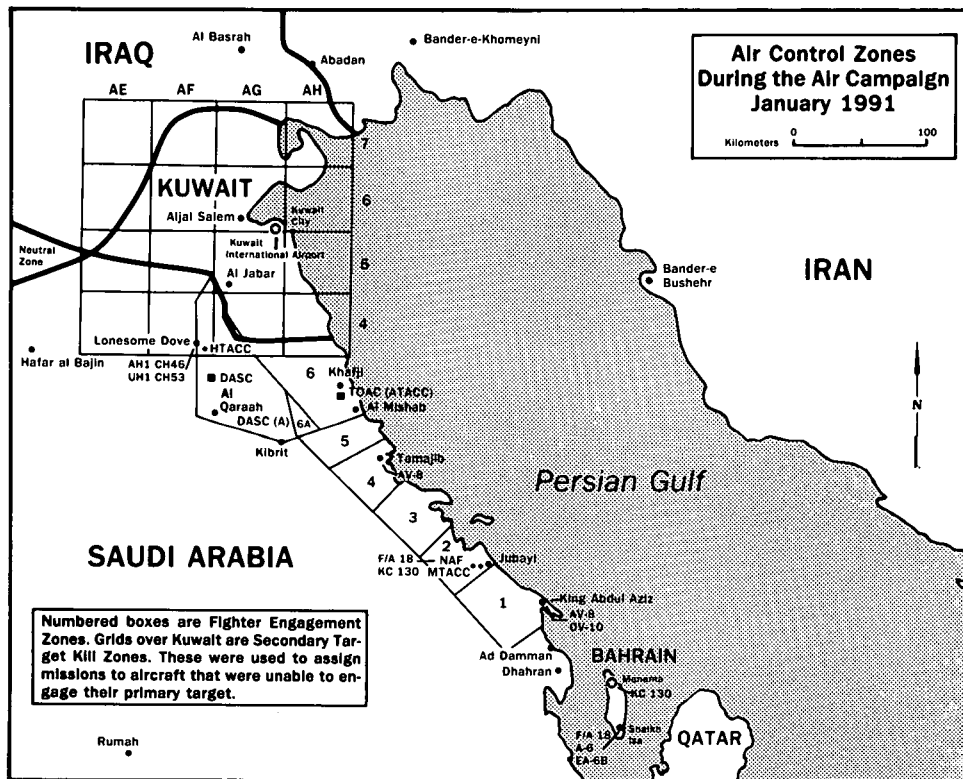 Air Control Zones
During the Air Campaign
January 1991
Kilometers
0
100
IRAQ
Al Basrah
Abadan
Bander-e-Khomeyni
AE
AF
AG
AH
7
6
5
4
KUWAIT
Aljal Salem
Kuwait
City
Kuwait
International Airport
Neutral
Zone
Al Jabar
Bander-e
Bushehr
IRAN
Lonesome Dove
HTACC
Hafar al Bajin
AH1 CH46
UH1 CH53
DASC
Al
Qaraah
DASC (A)
6A
6
Khafji
TOAC (ATACC)
Al Mishab
Kibrit
5
Tamajib
AV-8
4
3
N
Persian Gulf
SAUDI ARABIA
2
F/A 18
KC 130
NAF
MTACC
Jubayl
1
King Abdul Aziz
AV-8
OV-10
Numbered boxes are Fighter Engagement
Zones. Grids over Kuwait are Secondary Tar-
get Kill Zones. These were used to assign
missions to aircraft that were unable to en-
gage their primary target.
Ad Damman
Dhahran
BAHRAIN
Manama
KC 130
Shaikh
Isa
F/A 18
A-6
EA-6B
QATAR
Rumah